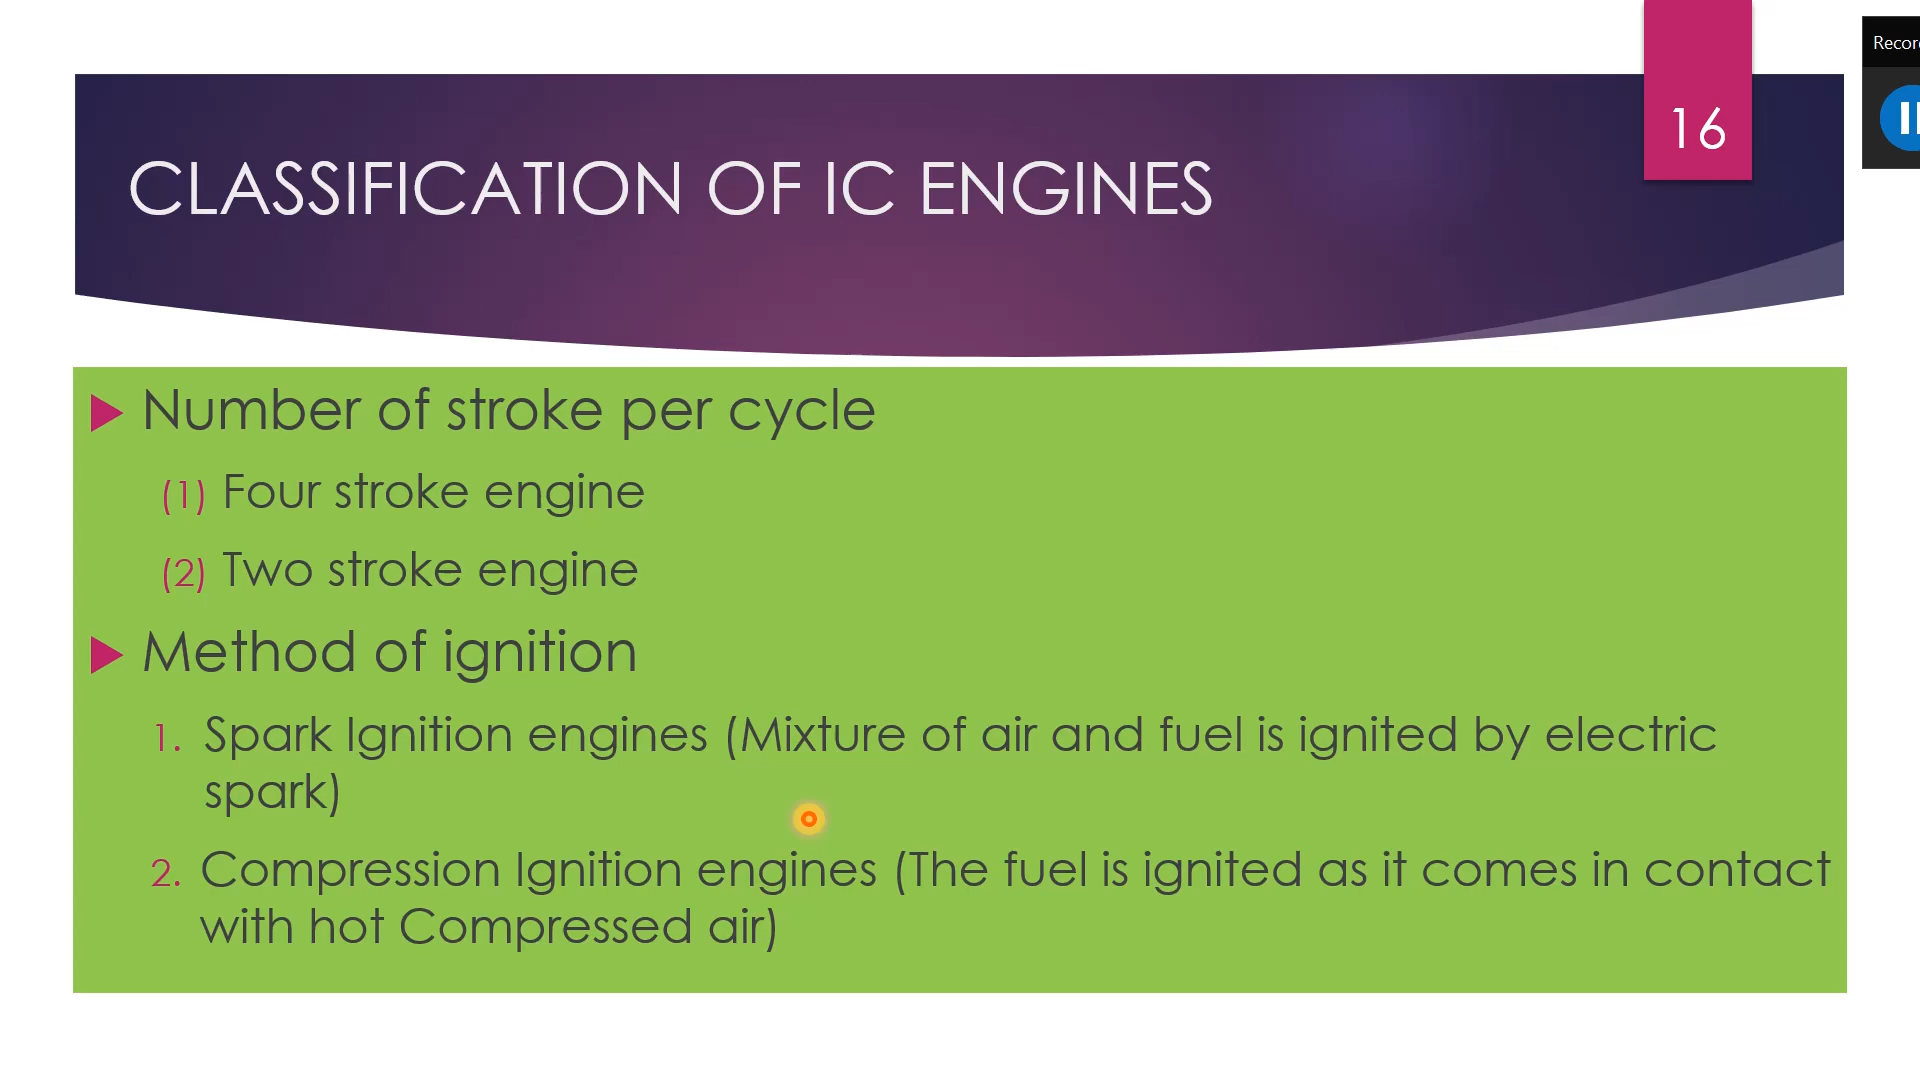 16
CLASSIFICATION OF IC ENGINES
Number of stroke per cycle
(1) Four stroke engine
(2) Two stroke engine
Method of ignition
1. Spark Ignition engines (Mixture of air and fuel is ignited by electric
spark)
2. Compression Ignition engines (The fuel is ignited as it comes in contact
with hot Compressed air)